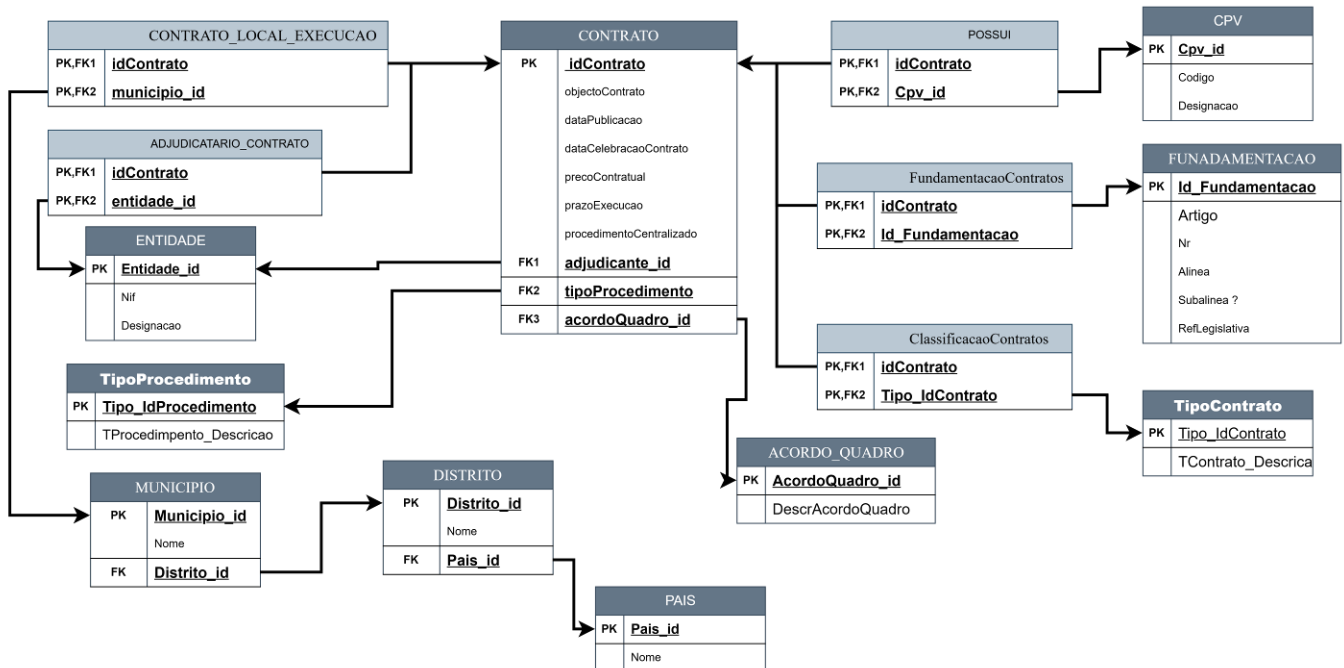 CONTRATO_LOCAL_EXECUCAO
PK,FK1 idContrato
PK,FK2 municipio_id
ADJUDICATARIO_CONTRATO
PK,FK1 idContrato
PK,FK2 entidade_id
ENTIDADE
PK Entidade_id
Nif
Designacao
TipoProcedimento
PK Tipo_IdProcedimento
TProcedimpento_Descricao
MUNICIPIO
PK Municipio_id
Nome
FK Distrito_id
DISTRITO
PK Distrito_id
Nome
FK Pais_id
PAIS
PK Pais_id
Nome
CONTRATO
PK idContrato
objectoContrato
dataPublicacao
dataCelebracaoContrato
precoContratual
prazoExecucao
procedimentoCentralizado
FK1 adjudicante_id
FK2 tipoProcedimento
FK3 acordoQuadro_id
ACORDO_QUADRO
PK AcordoQuadro_id
DescrAcordoQuadro
POSSUI
PK,FK1 idContrato
PK,FK2 Cpv_id
FundamentacaoContratos
PK,FK1 idContrato
PK,FK2 Id_Fundamentacao
ClassificacaoContratos
PK,FK1 idContrato
PK,FK2 Tipo_IdContrato
CPV
PK Cpv_id
Codigo
Designacao
FUNADAMENTACAO
PK Id_Fundamentacao
Artigo
Nr
Alinea
Subalinea ?
RefLegislativa
TipoContrato
PK Tipo_IdContrato
TContrato_Descrica